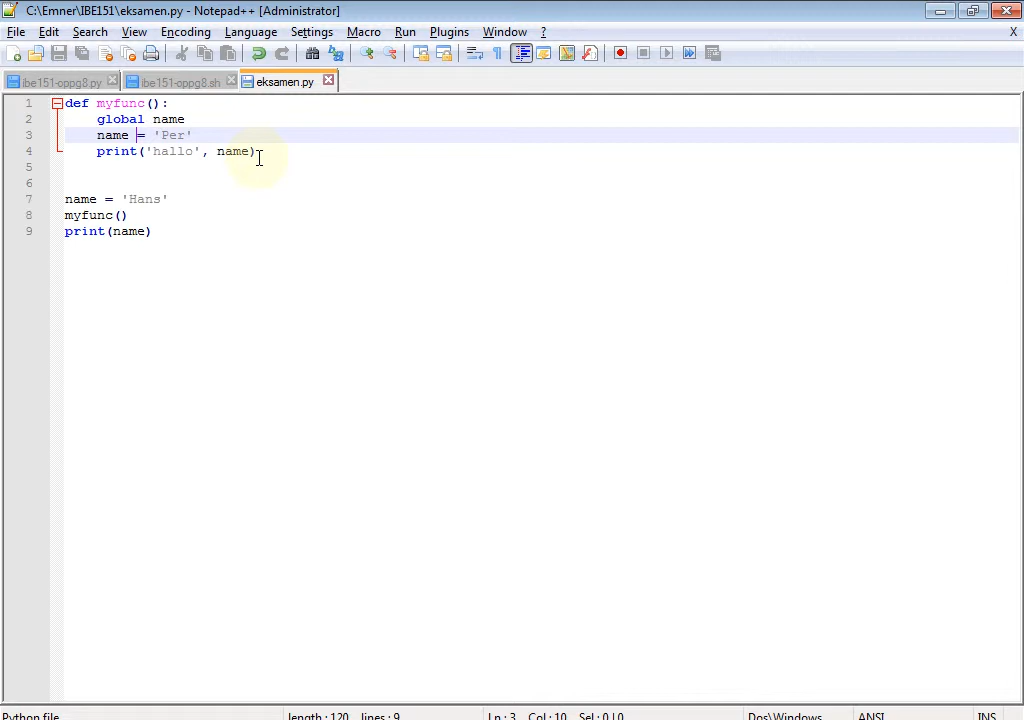 C:\Emner\IBE151\eksamen.py - Notepad++ [Administrator]
File Edit Search View Encoding Language Settings Macro Run Plugins Window ? X
ibe151-oppg8.py ibe151-oppg8.sh eksamen.py
1 def myfunc():
2 global name
3 name = 'Per'
4 print('hallo', name)
5
6
7 name = 'Hans'
8 myfunc()
9 print(name)
Python file length : 120 lines : 9 Ln : 3 Col : 10 Sel : 0 | 0 Dos\Windows ANSI INS